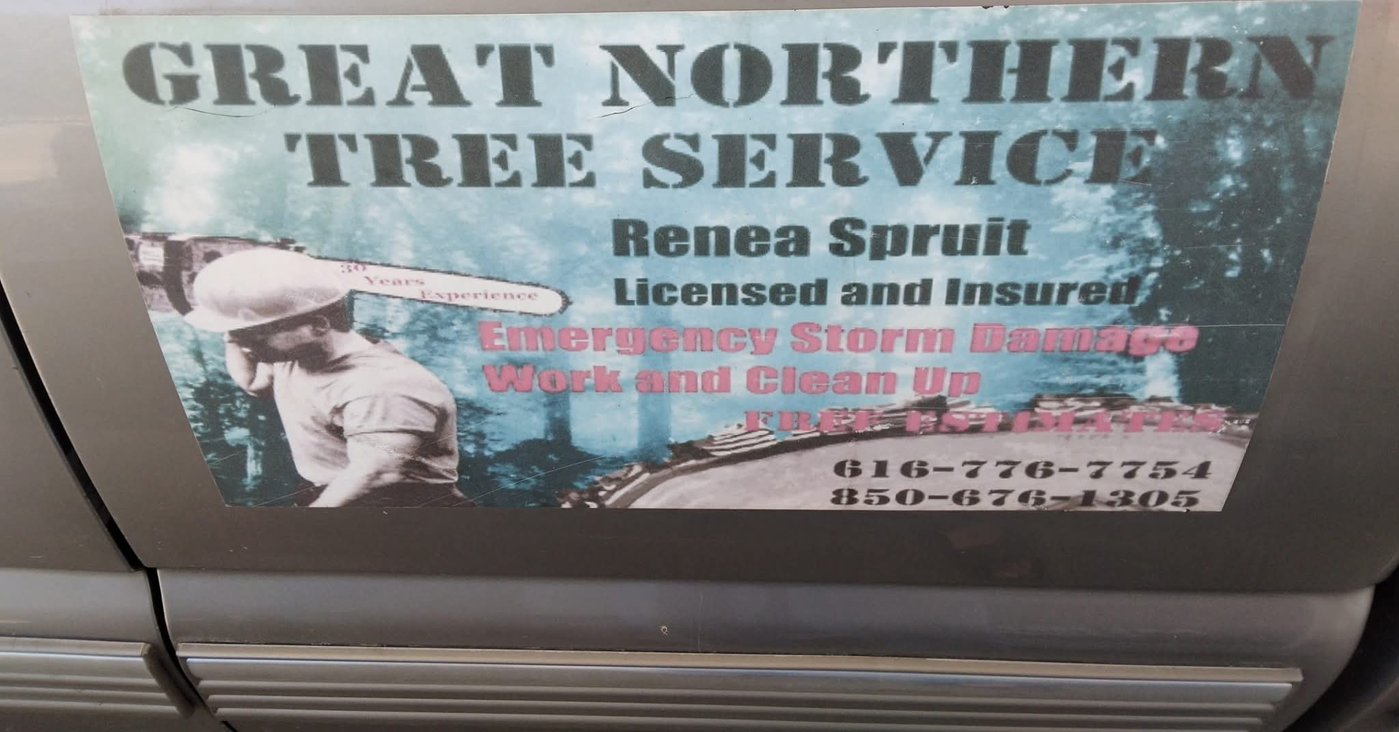 GREAT NORTHERN
TREE SERVICE
Renea Spruit
Licensed and Insured
30
Years
Experience
Emergency Storm Damage
Work and Clean Up
FREE ESTIMATES
616-776-7754
850-676-1305